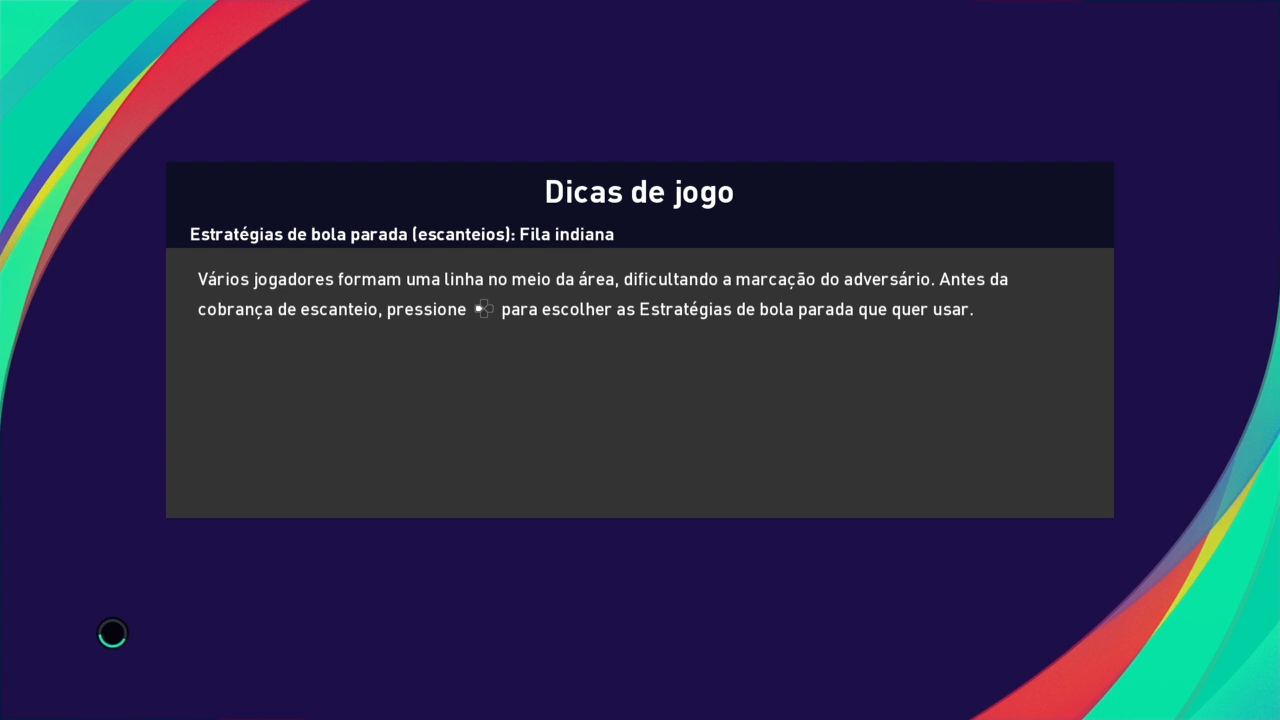 Dicas de jogo
Estratégias de bola parada (escanteios): Fila indiana
Vários jogadores formam uma linha no meio da área, dificultando a marcação do adversário. Antes da
cobrança de escanteio, pressione para escolher as Estratégias de bola parada que quer usar.